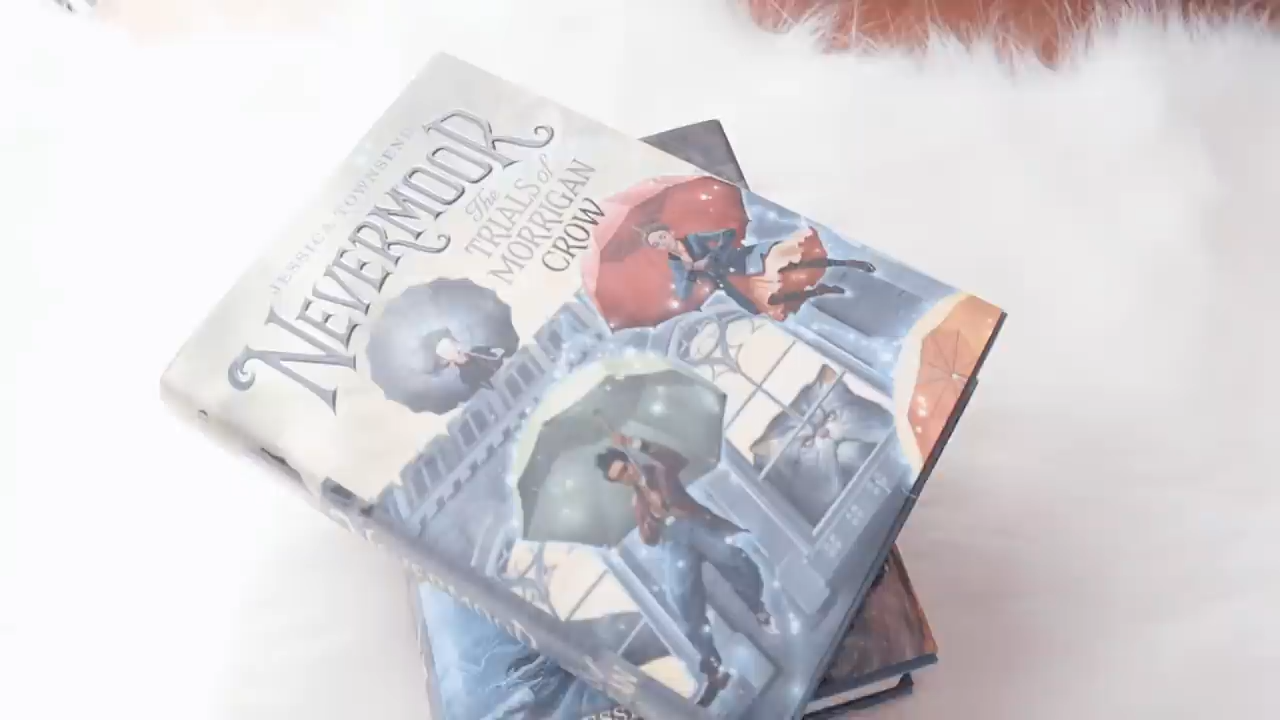 JESSICA TOWNSEND
NEVERMOOR
The
TRIALS of
MORRIGAN
CROW